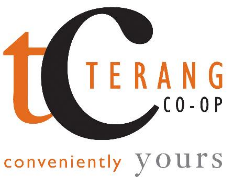 tC TERANG
CO-OP
conveniently yours